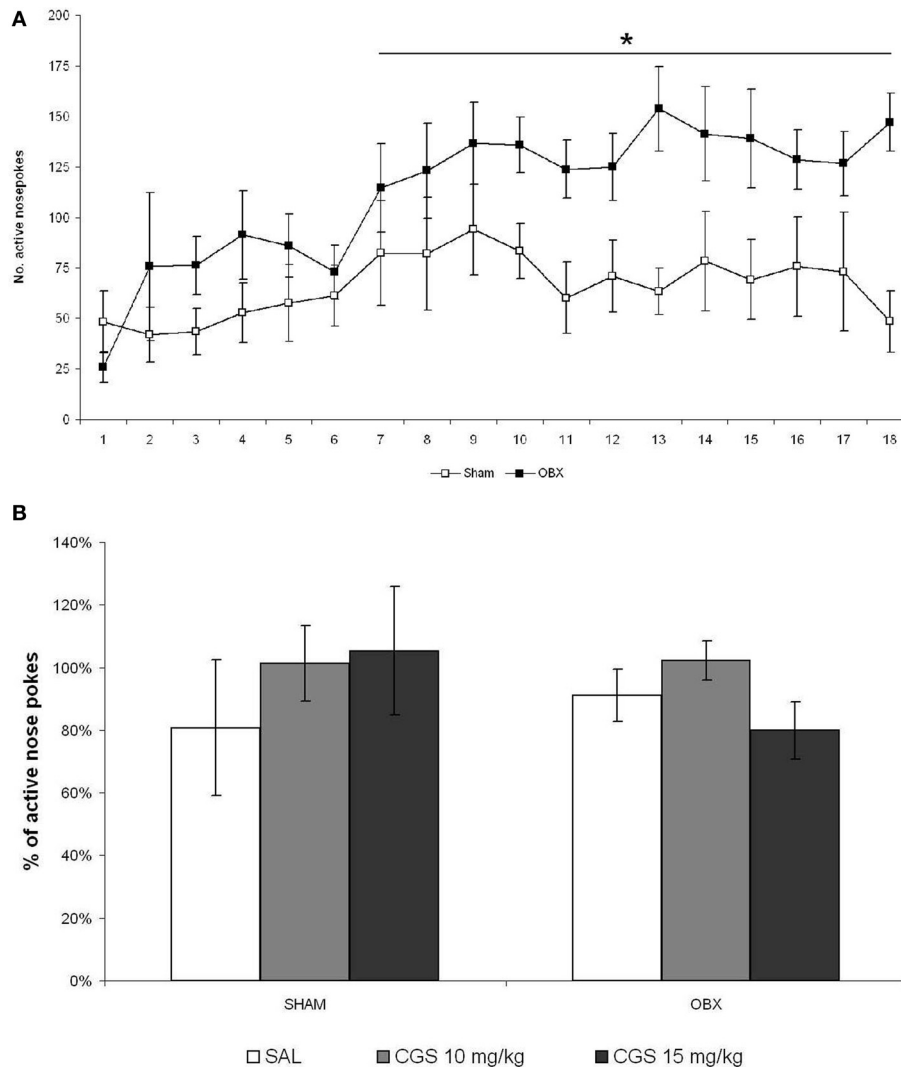 A
200
*
175
150
125
100
75
50
25
0
No. active nosepokes
1 2 3 4 5 6 7 8 9 10 11 12 13 14 15 16 17 18
Sham OBX
B
140%
120%
100%
80%
60%
40%
20%
0%
% of active nose pokes
SHAM OBX
SAL CGS 10 mg/kg CGS 15 mg/kg